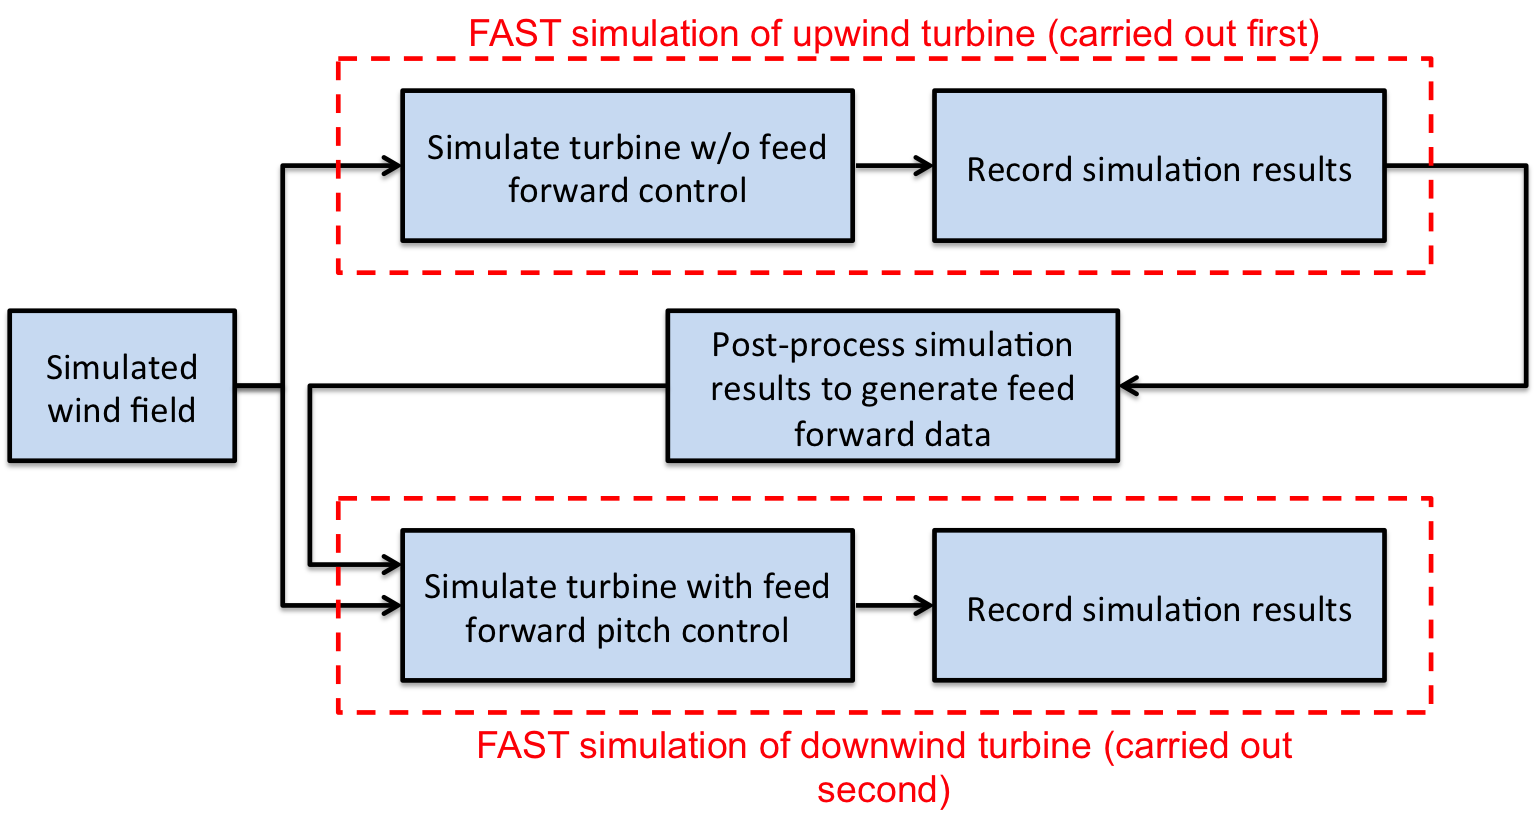 FAST simulation of upwind turbine (carried out first)
Simulate turbine w/o feed
forward control
Record simulation results
Simulated
wind field
Post-process simulation
results to generate feed
forward data
Simulate turbine with feed
forward pitch control
Record simulation results
FAST simulation of downwind turbine (carried out
second)